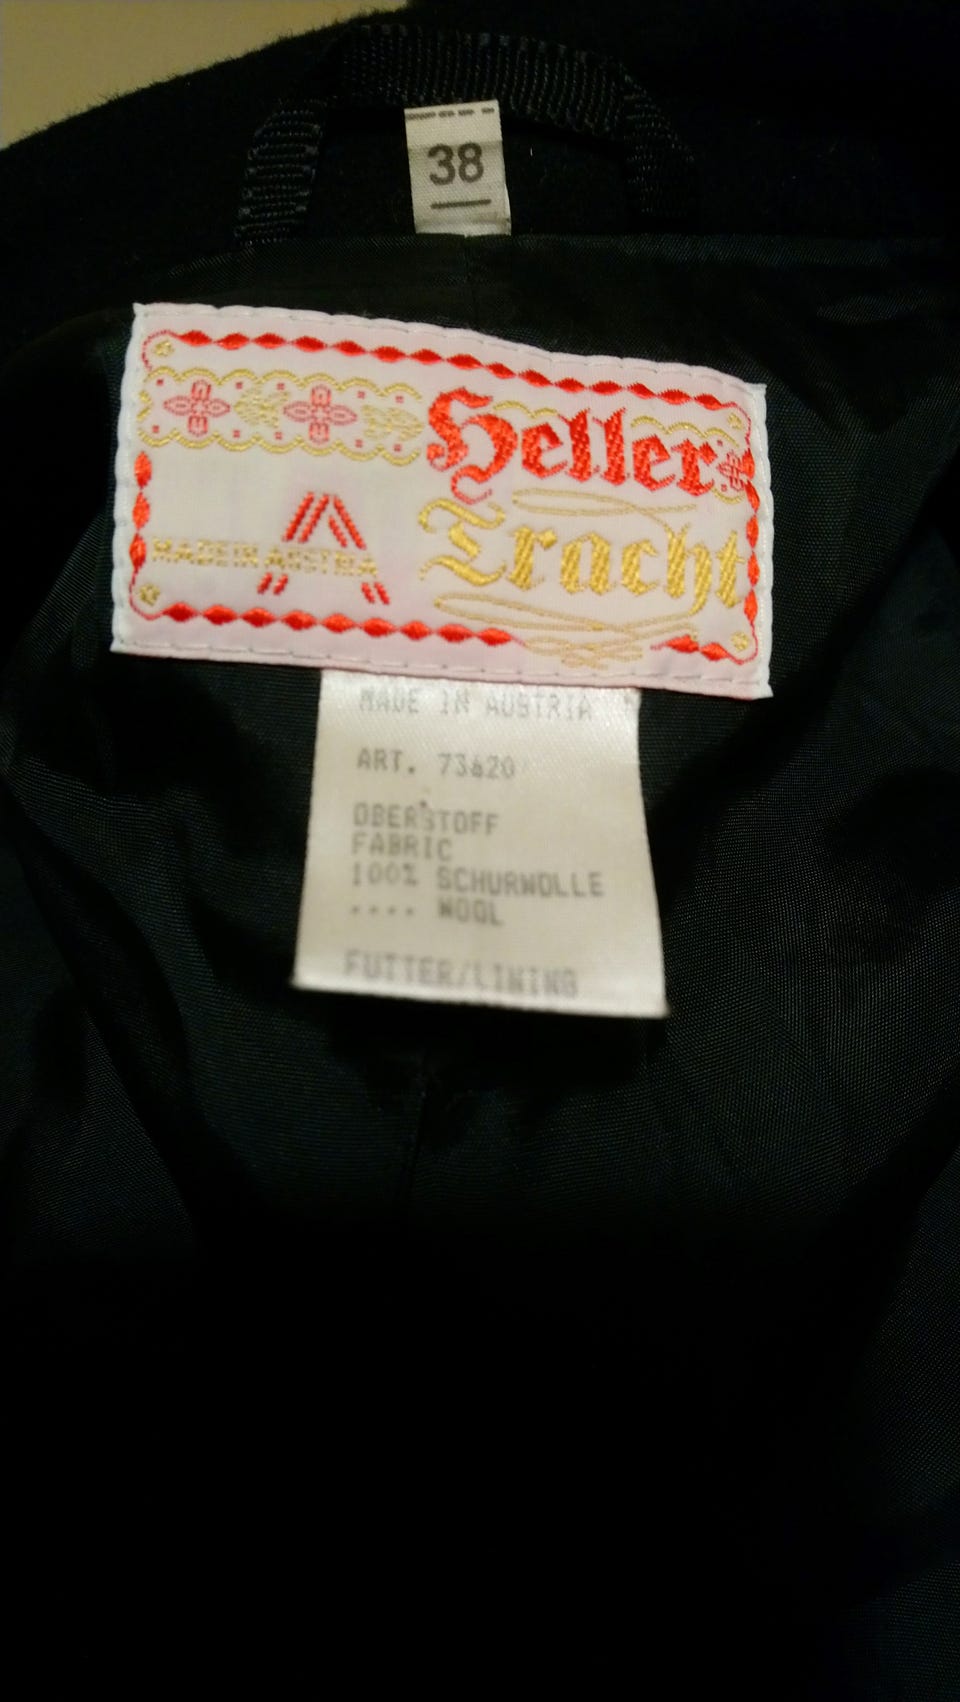 38
Heller
Tracht
MADE IN AUSTRIA
MADE IN AUSTRIA
ART. 73620
OBERSTOFF
FABRIC
100% SCHURWOLLE
.... WOOL
FUTTER/LINING